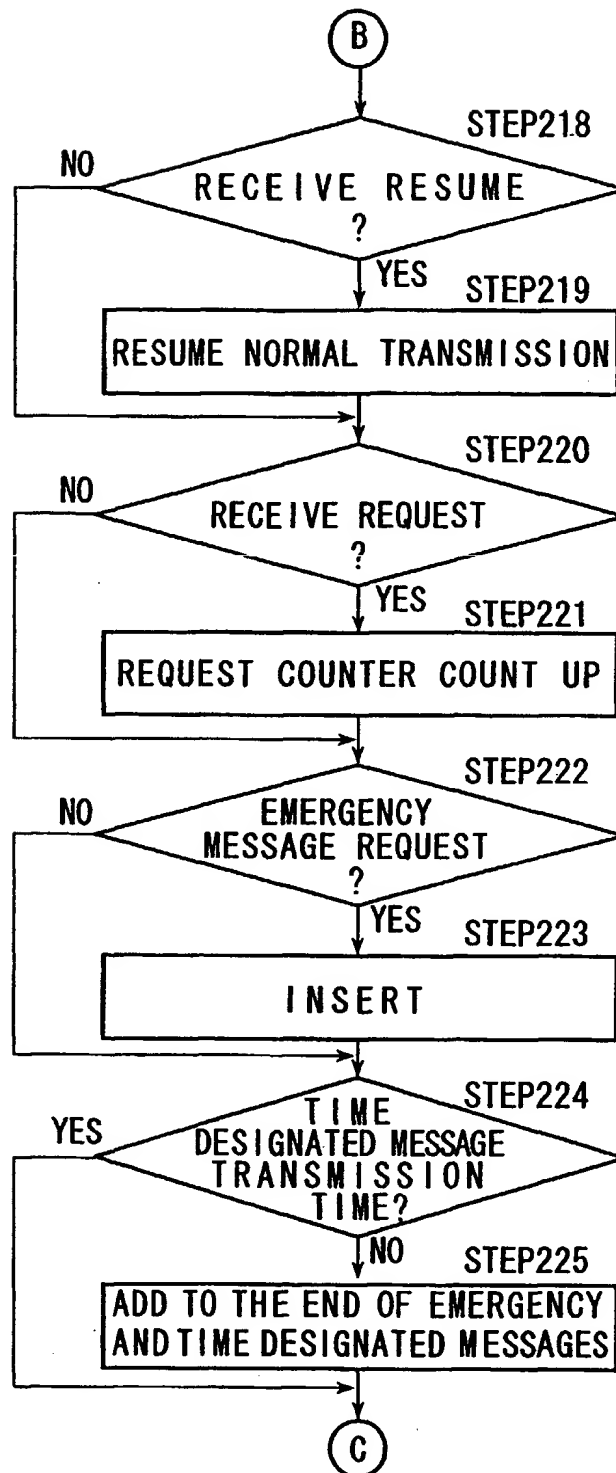 B
STEP218
NO
RECEIVE RESUME
?
YES
STEP219
RESUME NORMAL TRANSMISSION
STEP220
NO
RECEIVE REQUEST
?
YES
STEP221
REQUEST COUNTER COUNT UP
STEP222
NO
EMERGENCY
MESSAGE REQUEST
?
YES
STEP223
INSERT
STEP224
YES
TIME
DESIGNATED MESSAGE
TRANSMISSION
TIME?
NO
STEP225
ADD TO THE END OF EMERGENCY
AND TIME DESIGNATED MESSAGES
C